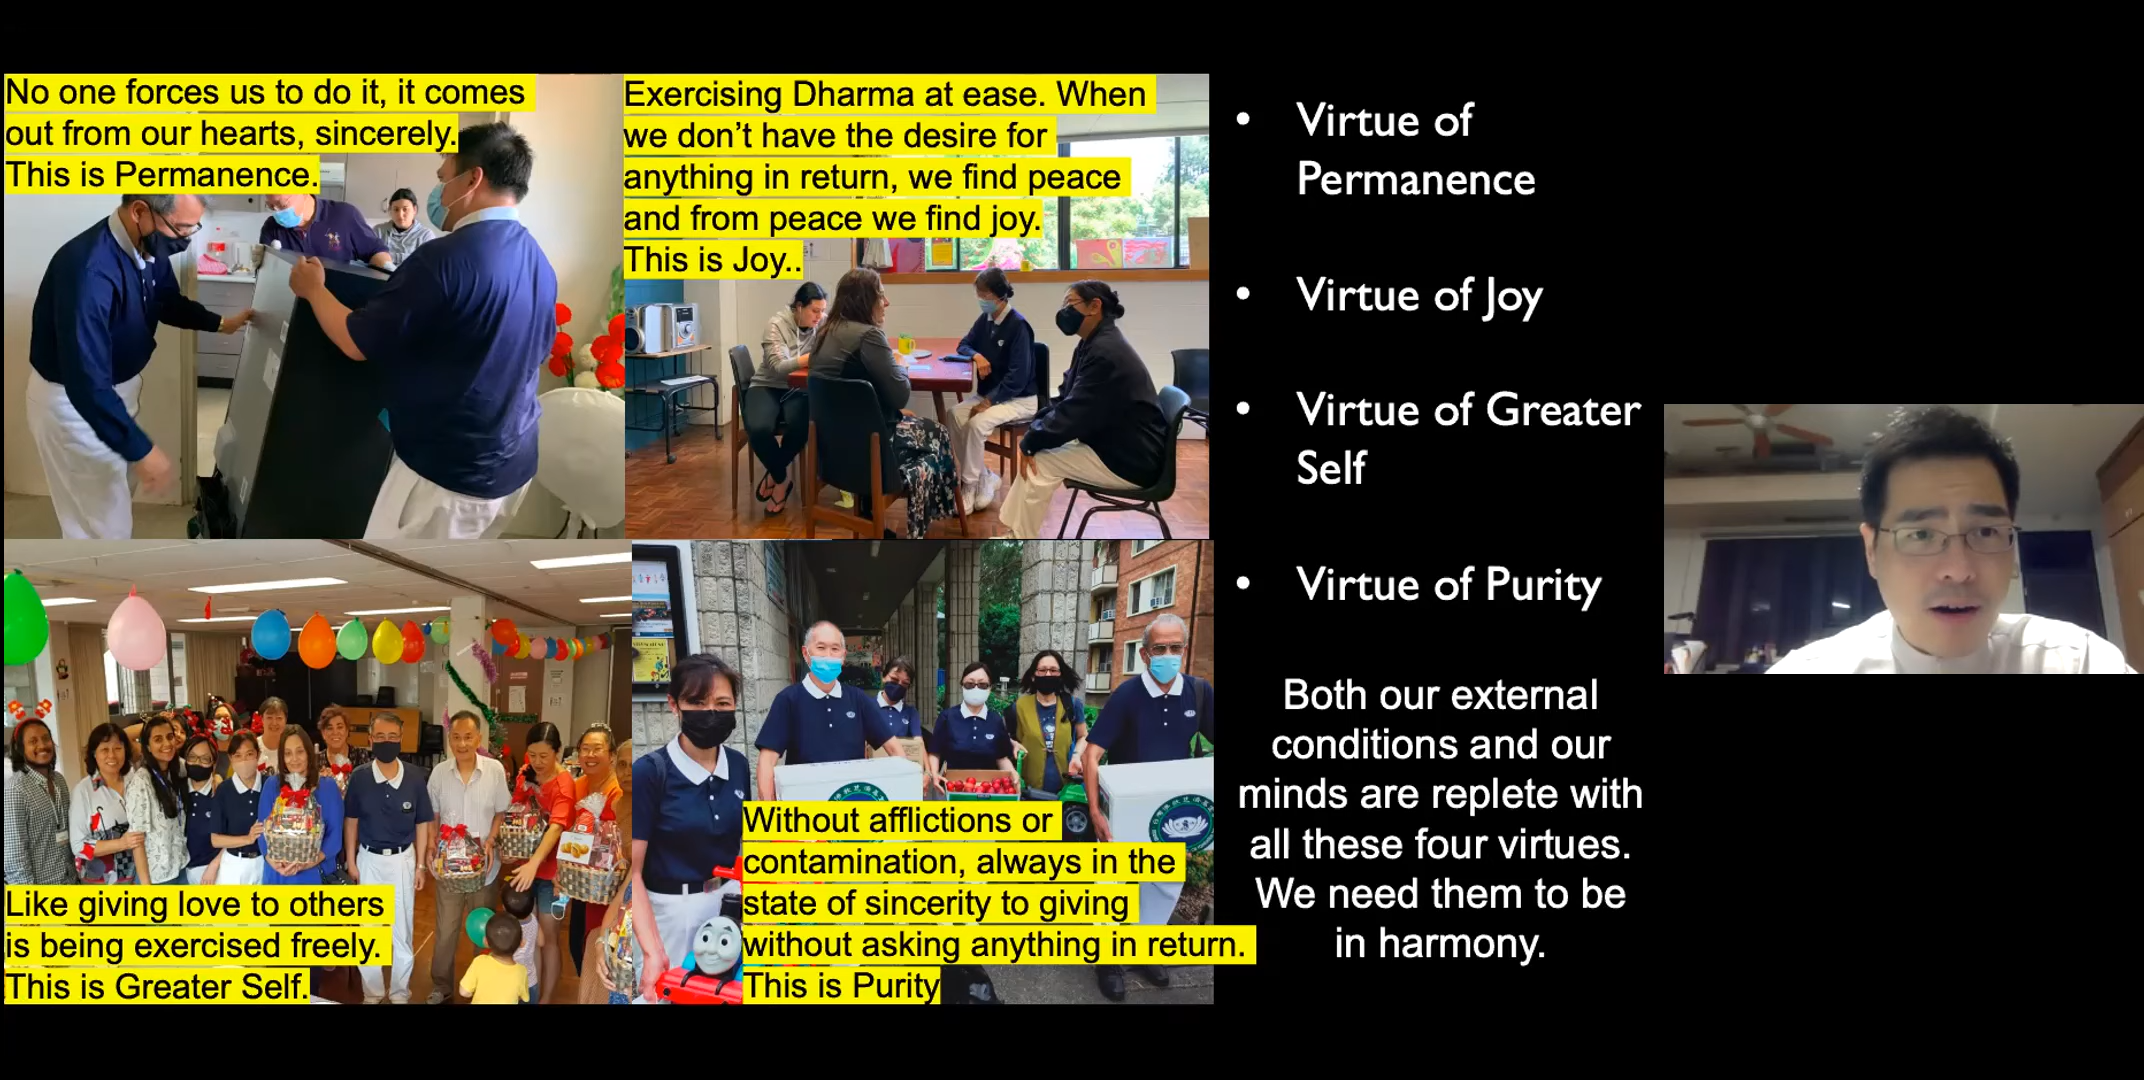 No one forces us to do it, it comes
out from our hearts, sincerely.
This is Permanence.
Exercising Dharma at ease. When
we don't have the desire for
anything in return, we find peace
and from peace we find joy.
This is Joy..
Like giving love to others
is being exercised freely.
This is Greater Self.
Without afflictions or
contamination, always in the
state of sincerity to giving
without asking anything in return.
This is Purity
• Virtue of
Permanence
• Virtue of Joy
• Virtue of Greater
Self
• Virtue of Purity
Both our external
conditions and our
minds are replete with
all these four virtues.
We need them to be
in harmony.